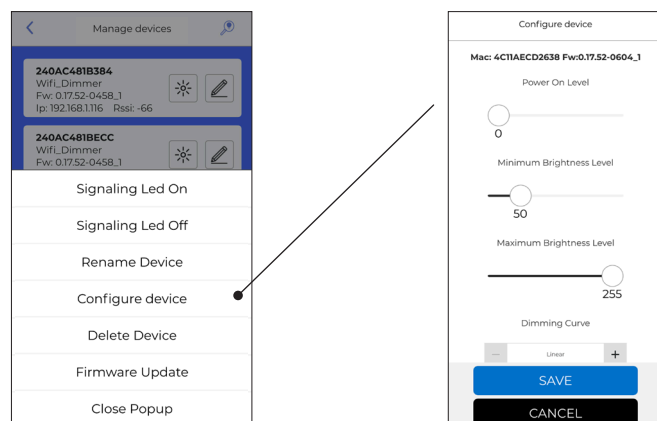 Manage devices
240AC481B384
Wifi_Dimmer
Fw: 0.17.52-0458_1
Ip: 192.168.1.116 Rssi: -66
240AC481BECC
Wifi_Dimmer
Fw: 0.17.52-0458_1
Signaling Led On
Signaling Led Off
Rename Device
Configure device
Delete Device
Firmware Update
Close Popup
Configure device
Mac: 4C11AECD2638 Fw:0.17.52-0604_1
Power On Level
0
Minimum Brightness Level
50
Maximum Brightness Level
255
Dimming Curve
— Linear +
SAVE
CANCEL